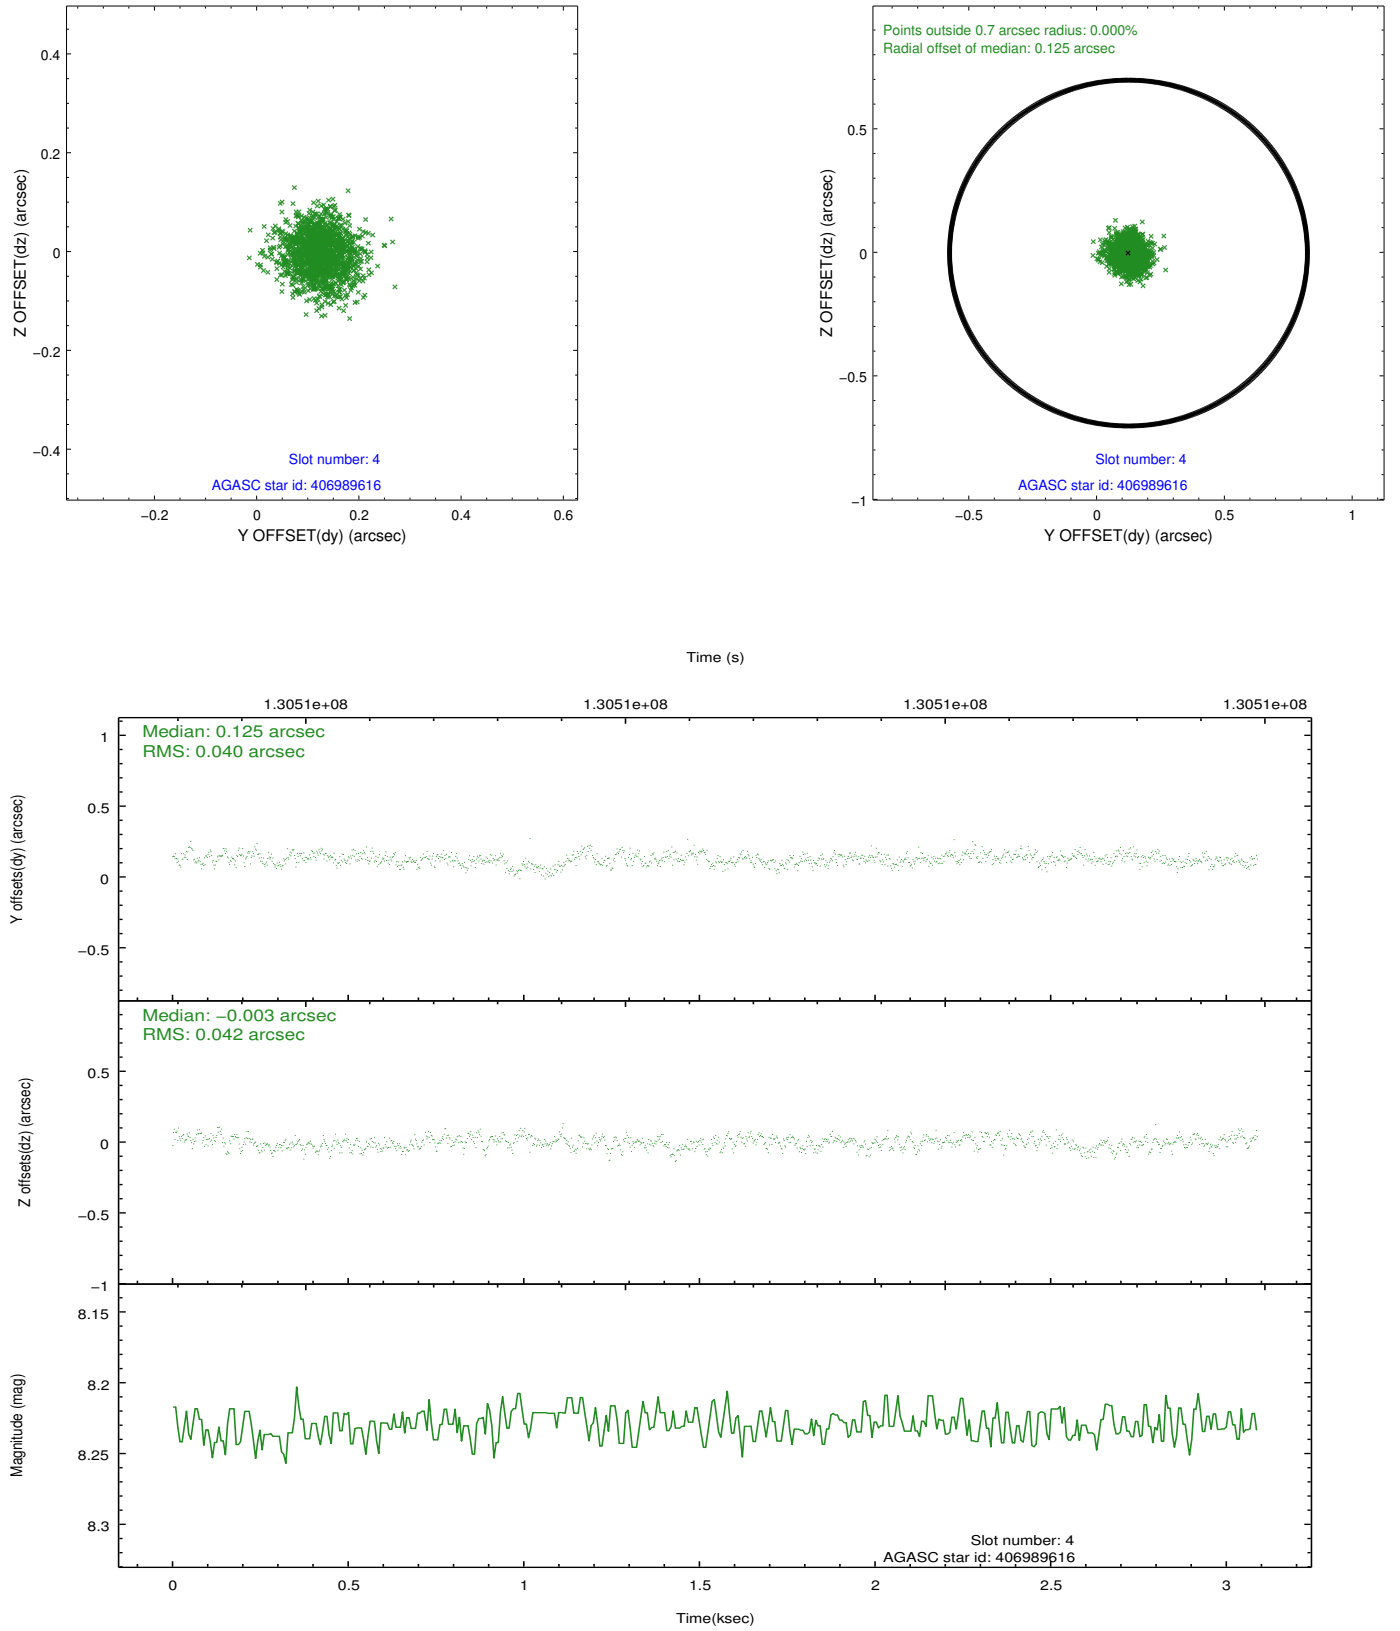 0.4
0.2
0
−0.2
−0.4
Z OFFSET(dz) (arcsec)
Slot number: 4
AGASC star id: 406989616
−0.2 0 0.2 0.4 0.6
Y OFFSET(dy) (arcsec)
Points outside 0.7 arcsec radius: 0.000%
Radial offset of median: 0.125 arcsec
0.5
0
−0.5
−1
Z OFFSET(dz) (arcsec)
Slot number: 4
AGASC star id: 406989616
−0.5 0 0.5 1
Y OFFSET(dy) (arcsec)
Time (s)
1.3051e+08 1.3051e+08 1.3051e+08 1.3051e+08
Median: 0.125 arcsec
RMS: 0.040 arcsec
1
0.5
0
−0.5
Y offsets(dy) (arcsec)
Median: −0.003 arcsec
RMS: 0.042 arcsec
0.5
0
−0.5
−1
Z offsets(dz) (arcsec)
8.15
8.2
8.25
8.3
Magnitude (mag)
Slot number: 4
AGASC star id: 406989616
0 0.5 1 1.5 2 2.5 3
Time(ksec)